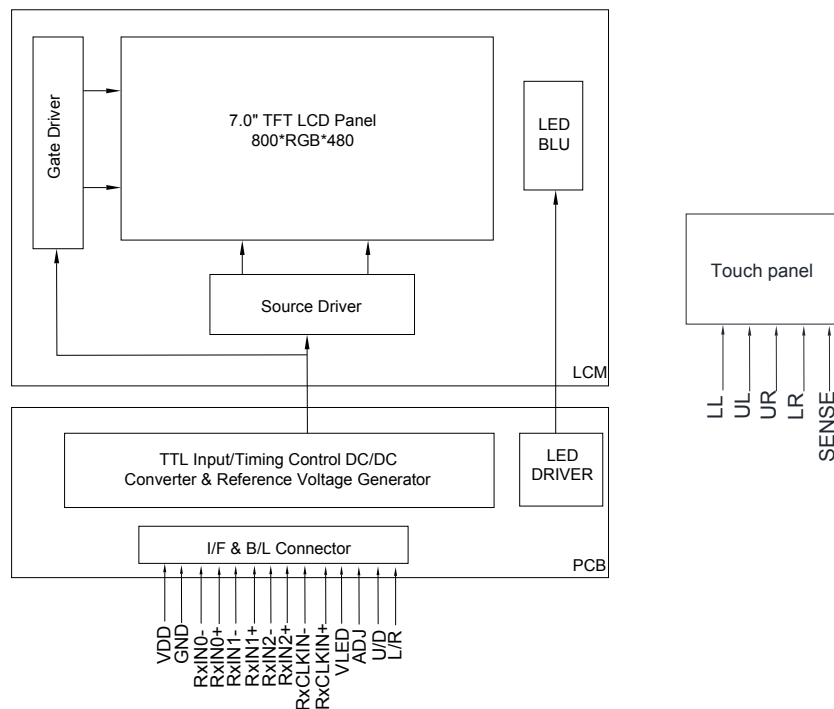 Gate Driver
7.0" TFT LCD Panel
800*RGB*480
LED
BLU
Source Driver
LCM
TTL Input/Timing Control DC/DC
Converter & Reference Voltage Generator
LED
DRIVER
I/F & B/L Connector
PCB
VDD
GND
RxIN0-
RxIN0+
RxIN1-
RxIN1+
RxIN2-
RxIN2+
RxCLKIN-
RxCLKIN+
VLED
ADJ
U/D
L/R
Touch panel
LL
UL
UR
LR
SENSE